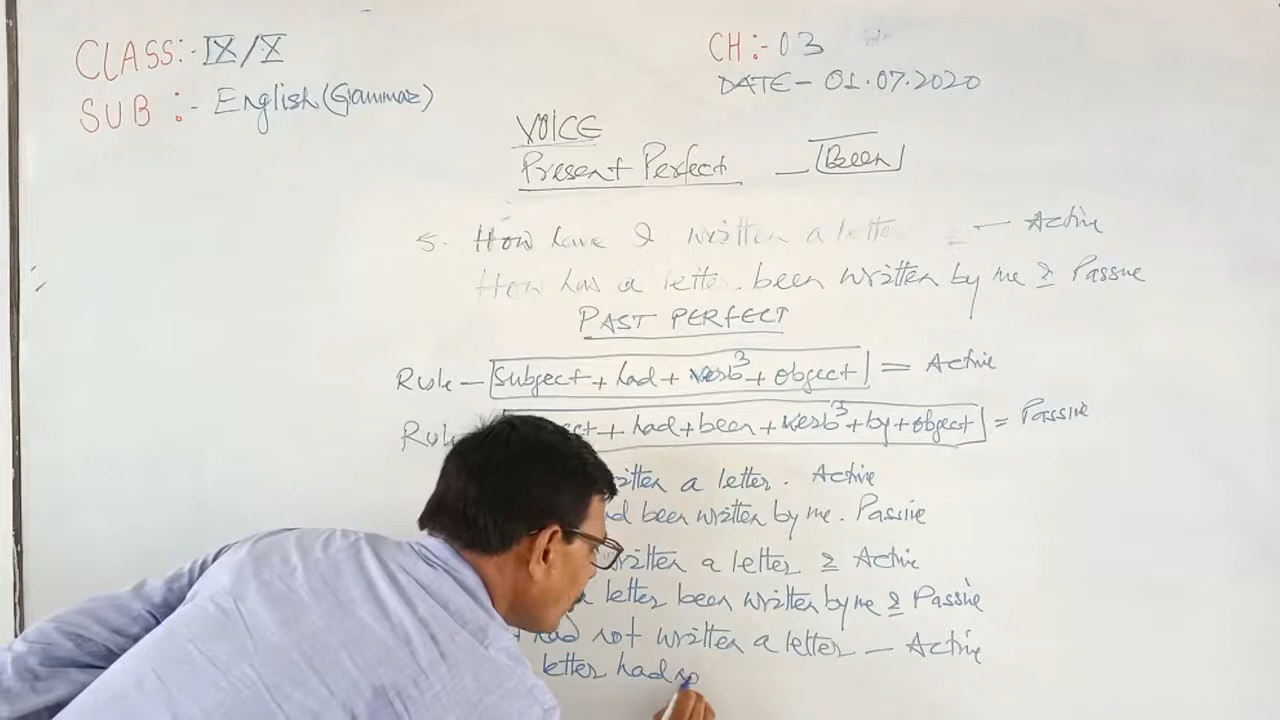 CLASS:- IX/X
SUB :- English (Grammar)
CH:- 03
DATE - 01.07.2020
VOICE
Present Perfect - Been
5. How have I written a letter - Active
How has a letter been written by me ? Passive
PAST PERFECT
Rule - Subject + had + verb3 + object = Active
Rule + had + been + verb3 + by + object = Passive
a letter. Active
been written by me. Passive
written a letter ? Active
letter been written by me ? Passive
had not written a letter - Active
letter had no